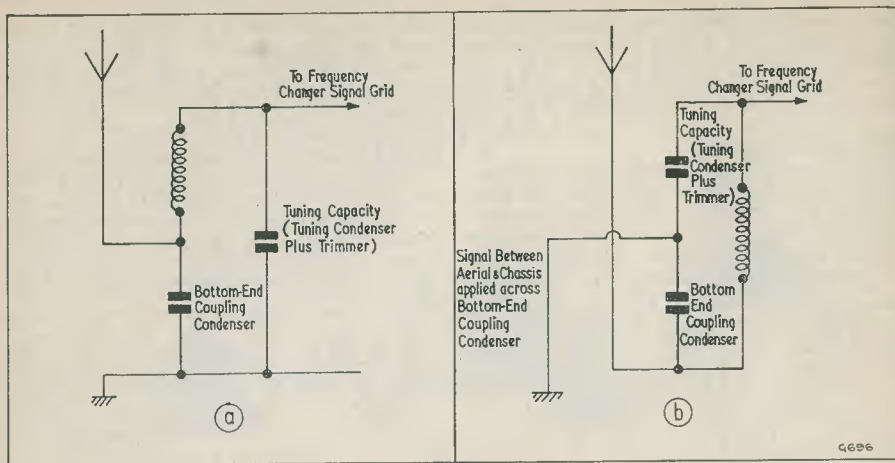 To Frequency
Changer Signal Grid
Tuning Capacity
(Tuning Condenser
Plus Trimmer)
Bottom-End
Coupling
Condenser
a
To Frequency
Changer Signal Grid
Tuning
Capacity
(Tuning
Condenser
Plus
Trimmer)
Signal Between
Aerial & Chassis
applied across
Bottom-End
Coupling
Condenser
Bottom
End
Coupling
Condenser
b
G696